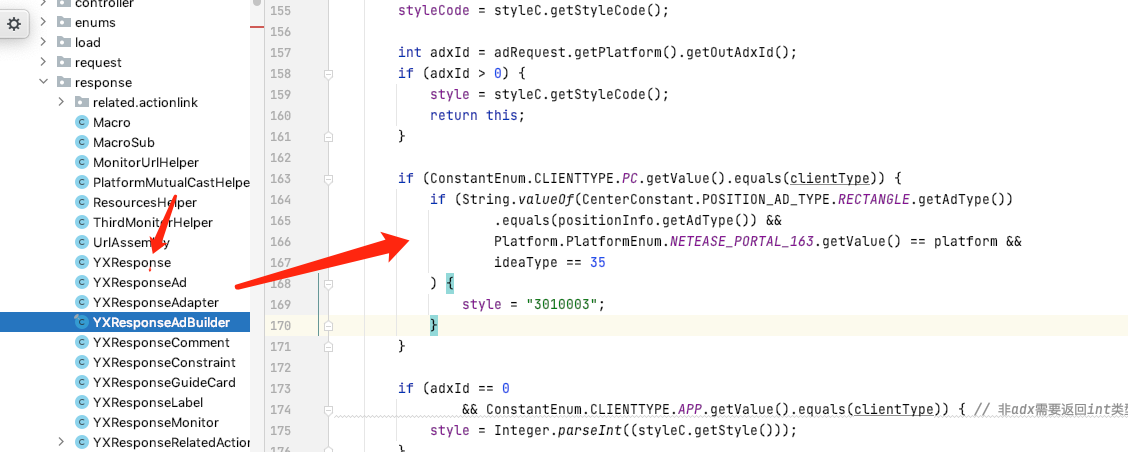 controller
enums
load
request
response
related.actionlink
Macro
MacroSub
MonitorUrlHelper
PlatformMutualCastHelpe
ResourcesHelper
ThirdMonitorHelper
UrlAssembly
YXResponse
YXResponseAd
YXResponseAdapter
YXResponseAdBuilder
YXResponseComment
YXResponseConstraint
YXResponseGuideCard
YXResponseLabel
YXResponseMonitor
YXResponseRelatedAction
155 styleCode = styleC.getStyleCode();
156
157 int adxId = adRequest.getPlatform().getOutAdxId();
158 if (adxId > 0) {
159 style = styleC.getStyleCode();
160 return this;
161 }
162
163 if (ConstantEnum.CLIENTTYPE.PC.getValue().equals(clientType)) {
164 if (String.valueOf(CenterConstant.POSITION_AD_TYPE.RECTANGLE.getAdType())
165 .equals(positionInfo.getAdType()) &&
166 Platform.PlatformEnum.NETEASE_PORTAL_163.getValue() == platform &&
167 ideaType == 35
168 ) {
169 style = "3010003";
170 }
171 }
172
173 if (adxId == 0
174 && ConstantEnum.CLIENTTYPE.APP.getValue().equals(clientType)) { // 非adx需要返回int类型
175 style = Integer.parseInt((styleC.getStyle()));
176 }